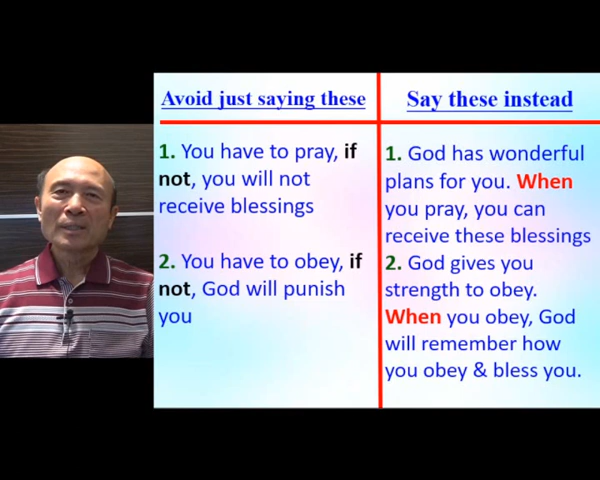 Avoid just saying these
1. You have to pray, if
not, you will not
receive blessings
2. You have to obey, if
not, God will punish
you
Say these instead
1. God has wonderful
plans for you. When
you pray, you can
receive these blessings
2. God gives you
strength to obey.
When you obey, God
will remember how
you obey & bless you.